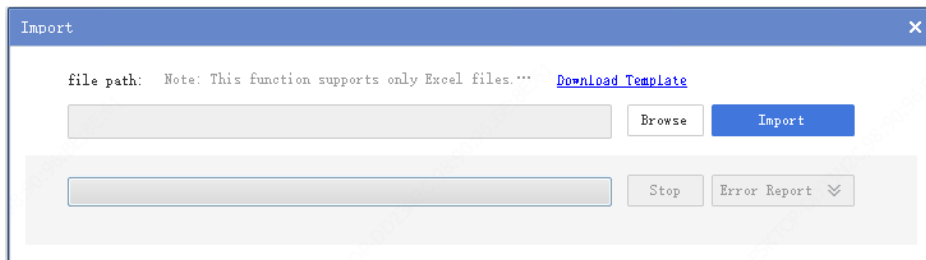 Import
file path: Note: This function supports only Excel files.... Download Template
Browse Import
Stop Error Report